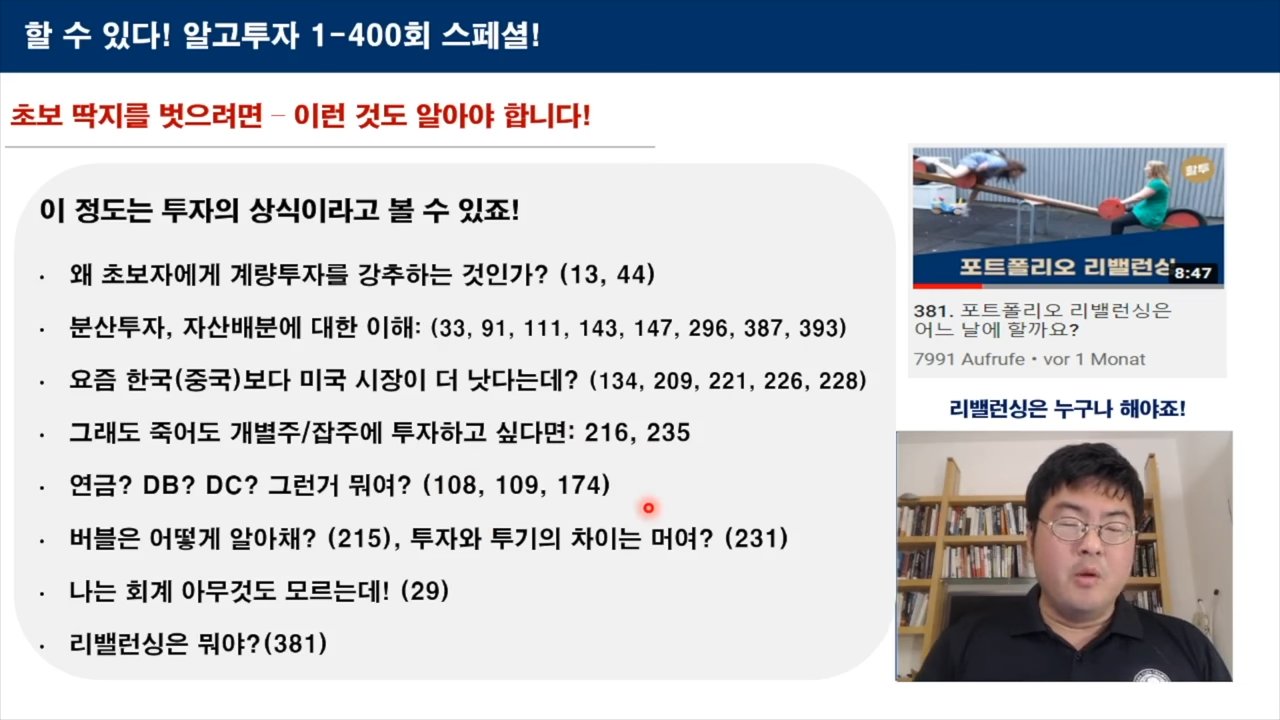 할 수 있다! 알고투자 1-400회 스페셜!
초보 딱지를 벗으려면 – 이런 것도 알아야 합니다!
이 정도는 투자의 상식이라고 볼 수 있죠!
· 왜 초보자에게 계량투자를 강추하는 것인가? (13, 44)
· 분산투자, 자산배분에 대한 이해: (33, 91, 111, 143, 147, 296, 387, 393)
· 요즘 한국(중국)보다 미국 시장이 더 낫다는데? (134, 209, 221, 226, 228)
· 그래도 죽어도 개별주/잡주에 투자하고 싶다면: 216, 235
· 연금? DB? DC? 그런거 뭐여? (108, 109, 174)
· 버블은 어떻게 알아채? (215), 투자와 투기의 차이는 머여? (231)
· 나는 회계 아무것도 모르는데! (29)
· 리밸런싱은 뭐야?(381)
할투
포트폴리오 리밸런싱
8:47
381. 포트폴리오 리밸런싱은
어느 날에 할까요?
7991 Aufrufe • vor 1 Monat
리밸런싱은 누구나 해야죠!